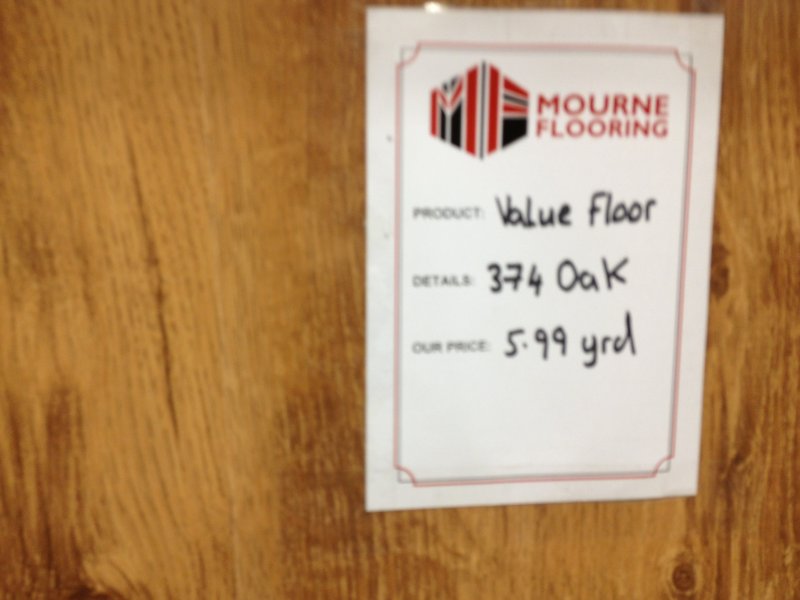 MOURNE
FLOORING
PRODUCT: Value Floor
DETAILS: 374 Oak
OUR PRICE: 5.99 yrd